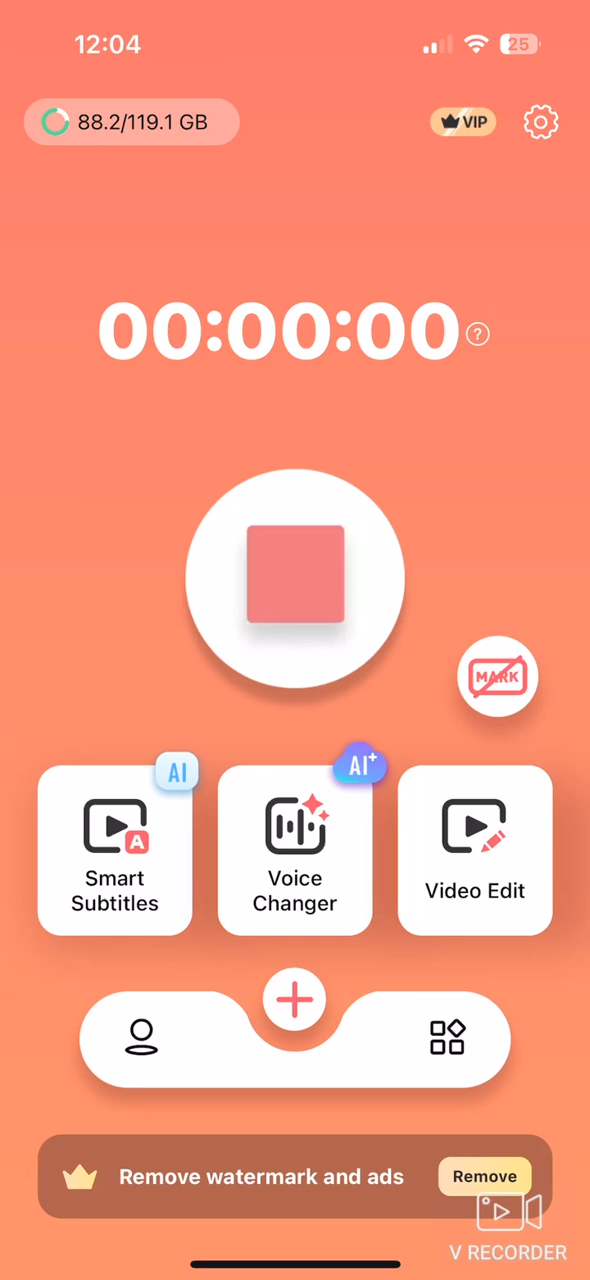 12:04
25
88.2/119.1 GB
VIP
00:00:00
?
MARK
AI
AI+
A
Smart
Subtitles
Voice
Changer
Video Edit
Remove watermark and ads
Remove
V RECORDER